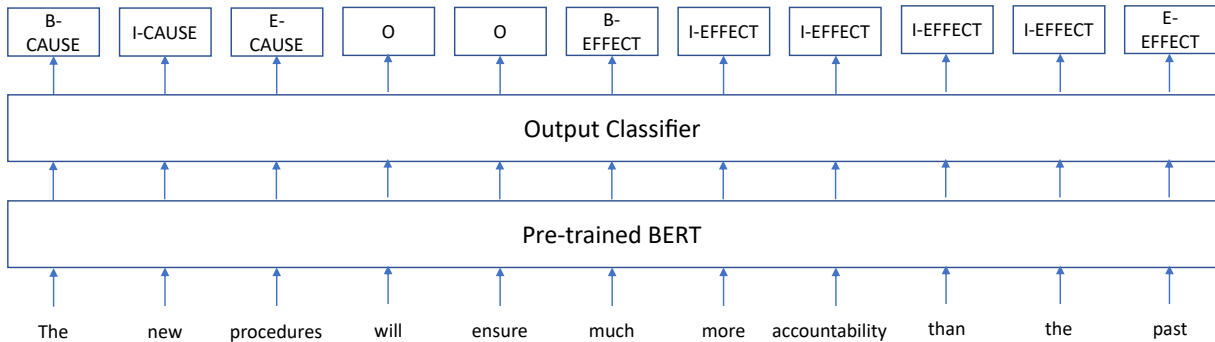 B-
CAUSE
I-CAUSE
E-
CAUSE
O
O
B-
EFFECT
I-EFFECT
I-EFFECT
I-EFFECT
I-EFFECT
E-
EFFECT
Output Classifier
Pre-trained BERT
The new procedures will ensure much more accountability than the past